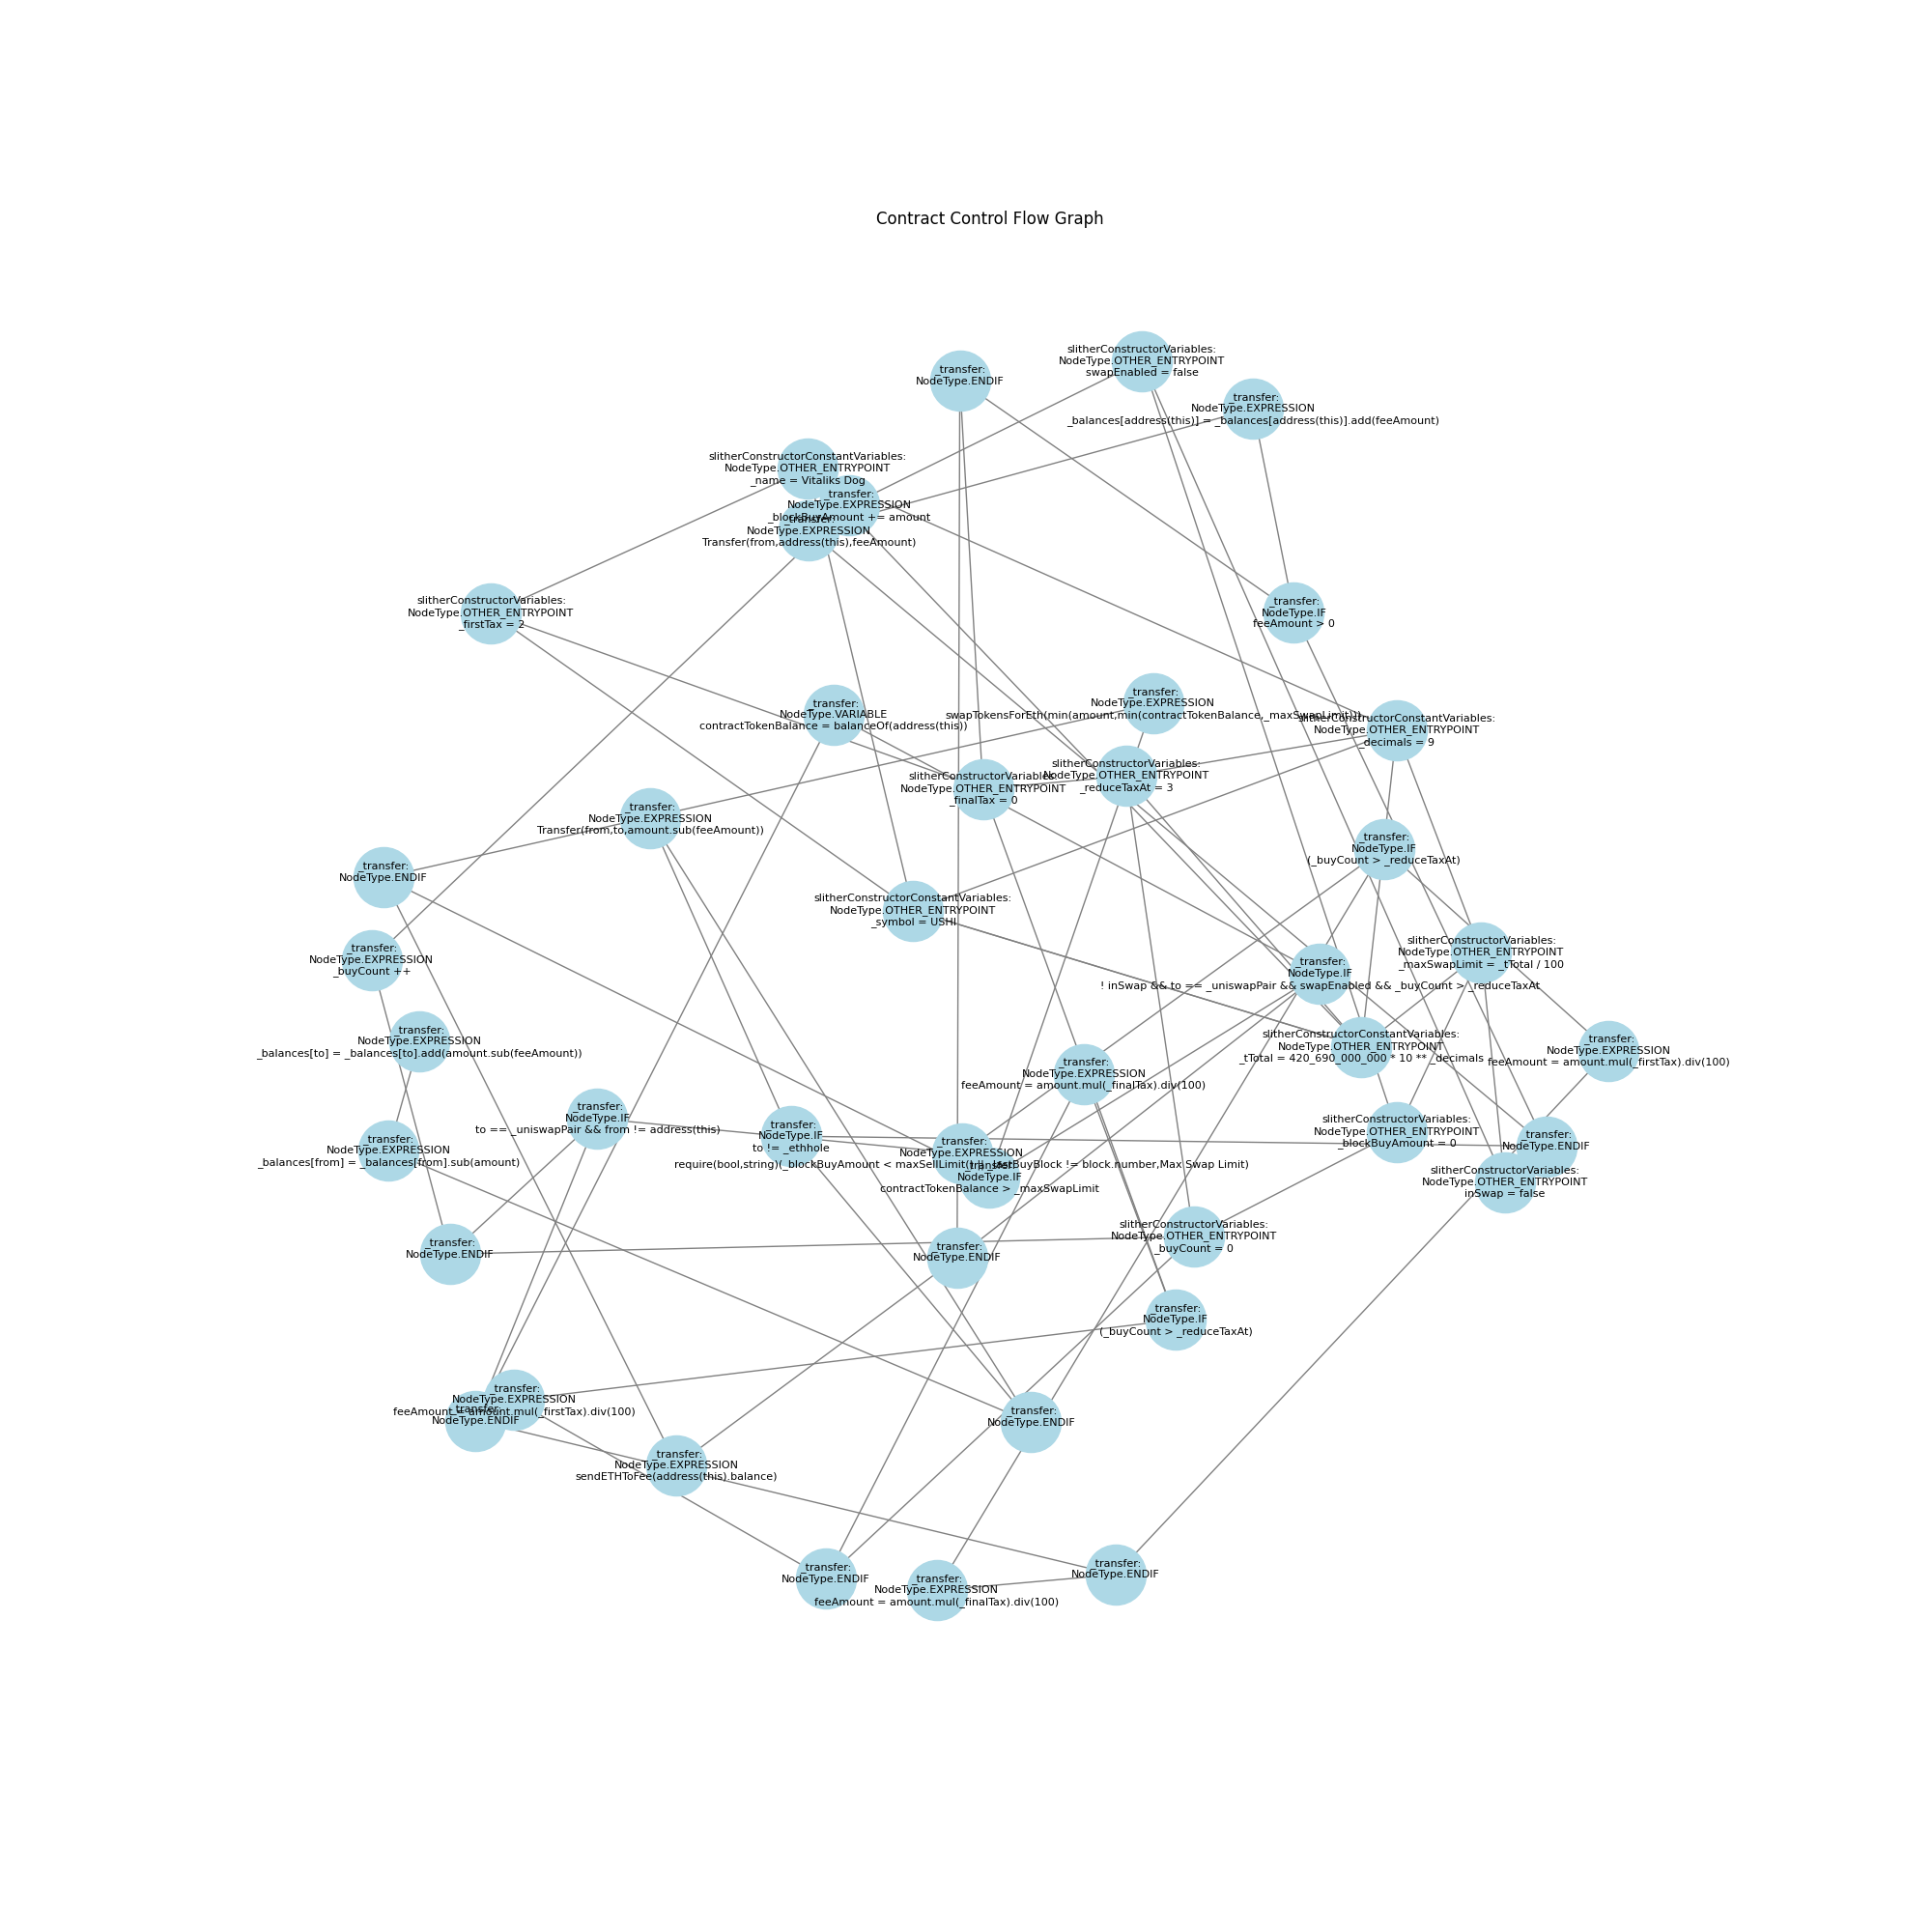 Contract Control Flow Graph
slitherConstructorVariables:
NodeType.OTHER_ENTRYPOINT
swapEnabled = false
_transfer:
NodeType.ENDIF
_transfer:
NodeType.EXPRESSION
_balances[address(this)] = _balances[address(this)].add(feeAmount)
slitherConstructorConstantVariables:
NodeType.OTHER_ENTRYPOINT
_name = Vitaliks Dog
_transfer:
NodeType.EXPRESSION
_blockBuyAmount += amount
_transfer:
NodeType.EXPRESSION
Transfer(from,address(this),feeAmount)
slitherConstructorVariables:
NodeType.OTHER_ENTRYPOINT
_firstTax = 2
_transfer:
NodeType.IF
feeAmount > 0
_transfer:
NodeType.VARIABLE
contractTokenBalance = balanceOf(address(this))
_transfer:
NodeType.EXPRESSION
swapTokensForEth(min(amount,min(contractTokenBalance,_maxSwapLimit)))
slitherConstructorConstantVariables:
NodeType.OTHER_ENTRYPOINT
_decimals = 9
slitherConstructorVariables:
NodeType.OTHER_ENTRYPOINT
_reduceTaxAt = 3
slitherConstructorVariables:
NodeType.OTHER_ENTRYPOINT
_finalTax = 0
_transfer:
NodeType.EXPRESSION
Transfer(from,to,amount.sub(feeAmount))
_transfer:
NodeType.IF
(_buyCount > _reduceTaxAt)
_transfer:
NodeType.ENDIF
slitherConstructorConstantVariables:
NodeType.OTHER_ENTRYPOINT
_symbol = USHI
_transfer:
NodeType.EXPRESSION
_buyCount ++
slitherConstructorVariables:
NodeType.OTHER_ENTRYPOINT
_maxSwapLimit = _tTotal / 100
_transfer:
NodeType.IF
! inSwap && to == _uniswapPair && swapEnabled && _buyCount > _reduceTaxAt
_transfer:
NodeType.EXPRESSION
_balances[to] = _balances[to].add(amount.sub(feeAmount))
slitherConstructorConstantVariables:
NodeType.OTHER_ENTRYPOINT
_tTotal = 420_690_000_000 * 10 ** _decimals
_transfer:
NodeType.EXPRESSION
feeAmount = amount.mul(_firstTax).div(100)
_transfer:
NodeType.EXPRESSION
feeAmount = amount.mul(_finalTax).div(100)
_transfer:
NodeType.IF
to == _uniswapPair && from != address(this)
_transfer:
NodeType.IF
to != _ethhole
slitherConstructorVariables:
NodeType.OTHER_ENTRYPOINT
_blockBuyAmount = 0
_transfer:
NodeType.ENDIF
_transfer:
NodeType.EXPRESSION
_balances[from] = _balances[from].sub(amount)
_transfer:
NodeType.EXPRESSION
require(bool,string)(_blockBuyAmount < maxSellLimit() || _lastBuyBlock != block.number,Max Swap Limit)
_transfer:
NodeType.IF
contractTokenBalance > _maxSwapLimit
slitherConstructorVariables:
NodeType.OTHER_ENTRYPOINT
inSwap = false
slitherConstructorVariables:
NodeType.OTHER_ENTRYPOINT
_buyCount = 0
_transfer:
NodeType.ENDIF
_transfer:
NodeType.ENDIF
_transfer:
NodeType.IF
(_buyCount > _reduceTaxAt)
_transfer:
NodeType.EXPRESSION
feeAmount = amount.mul(_firstTax).div(100)
_transfer:
NodeType.ENDIF
_transfer:
NodeType.ENDIF
_transfer:
NodeType.EXPRESSION
sendETHToFee(address(this).balance)
_transfer:
NodeType.ENDIF
_transfer:
NodeType.EXPRESSION
feeAmount = amount.mul(_finalTax).div(100)
_transfer:
NodeType.ENDIF